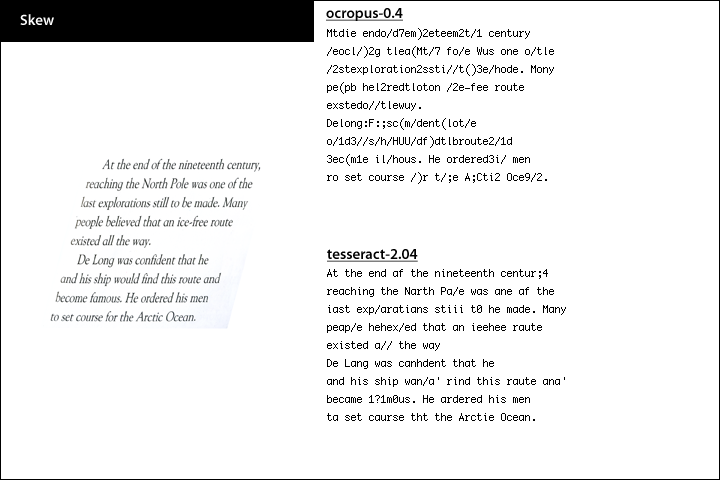 Skew
At the end of the nineteenth century,
reaching the North Pole was one of the
last explorations still to be made. Many
people believed that an ice-free route
existed all the way.
De Long was confident that he
and his ship would find this route and
become famous. He ordered his men
to set course for the Arctic Ocean.
ocropus-0.4
Mtdie endo/d7em)2eteem2t/1 century
/eocl/)2g tlea(Mt/7 fo/e Wus one o/tle
/2stexploration2ssti//t()3e/hode. Mony
pe(pb hel2redtloton /2e-fee route
exstedo//tlewuy.
Delong:F:;sc(m/dent(lot/e
o/1d3//s/h/HUU/df)dtlbroute2/1d
3ec(m1e il/hous. He ordered3i/ men
ro set course /)r t/;e A;Cti2 Oce9/2.
tesseract-2.04
At the end af the nineteenth centur;4
reaching the Narth Pa/e was ane af the
iast exp/aratians stiii t0 he made. Many
peap/e hehex/ed that an ieehee raute
existed a// the way
De Lang was canhdent that he
and his ship wan/a' rind this raute ana'
became 1?1m0us. He ardered his men
ta set caurse tht the Arctie Ocean.